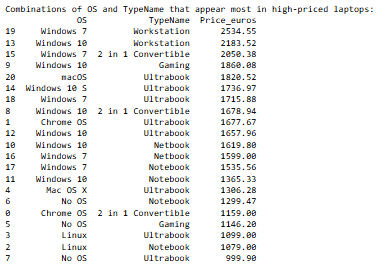 Combinations of OS and TypeName that appear most in high-priced laptops:
OS TypeName Price_euros
19 Windows 7 Workstation 2534.55
13 Windows 10 Workstation 2183.52
15 Windows 7 2 in 1 Convertible 2050.38
9 Windows 10 Gaming 1860.08
20 macOS Ultrabook 1820.52
14 Windows 10 S Ultrabook 1736.97
18 Windows 7 Ultrabook 1715.88
8 Windows 10 2 in 1 Convertible 1678.94
1 Chrome OS Ultrabook 1677.67
12 Windows 10 Ultrabook 1657.96
10 Windows 10 Netbook 1619.80
16 Windows 7 Netbook 1599.00
17 Windows 7 Notebook 1535.56
11 Windows 10 Notebook 1365.33
4 Mac OS X Ultrabook 1306.28
6 No OS Notebook 1299.47
0 Chrome OS 2 in 1 Convertible 1159.00
5 No OS Gaming 1146.20
3 Linux Ultrabook 1099.00
2 Linux Notebook 1079.00
7 No OS Ultrabook 999.90